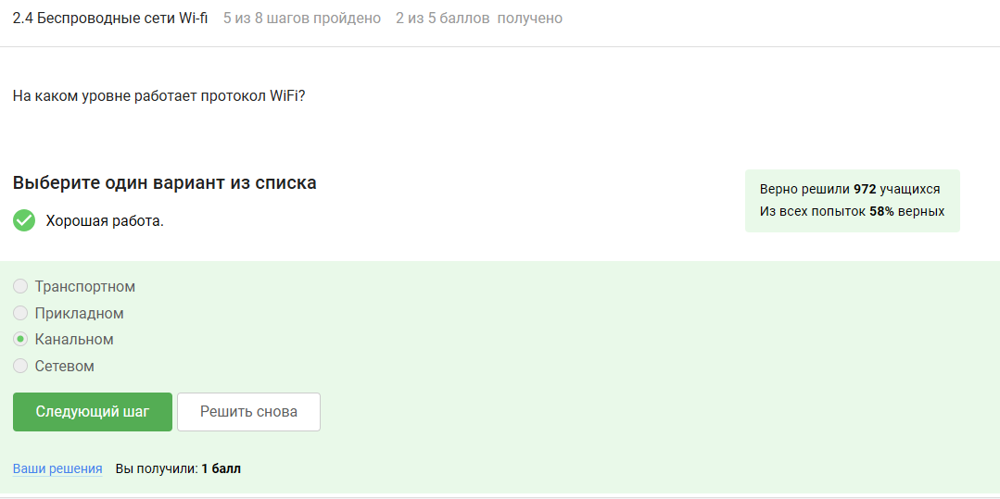 2.4 Беспроводные сети Wi-fi 5 из 8 шагов пройдено 2 из 5 баллов получено
На каком уровне работает протокол WiFi?
Выберите один вариант из списка
Хорошая работа.
Верно решили 972 учащихся
Из всех попыток 58% верных
Транспортном
Прикладном
Канальном
Сетевом
Следующий шаг Решить снова
Ваши решения Вы получили: 1 балл